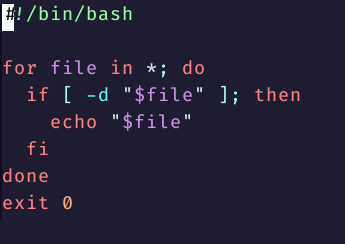 #!/bin/bash

for file in *; do
  if [ -d "$file" ]; then
    echo "$file"
  fi
done
exit 0